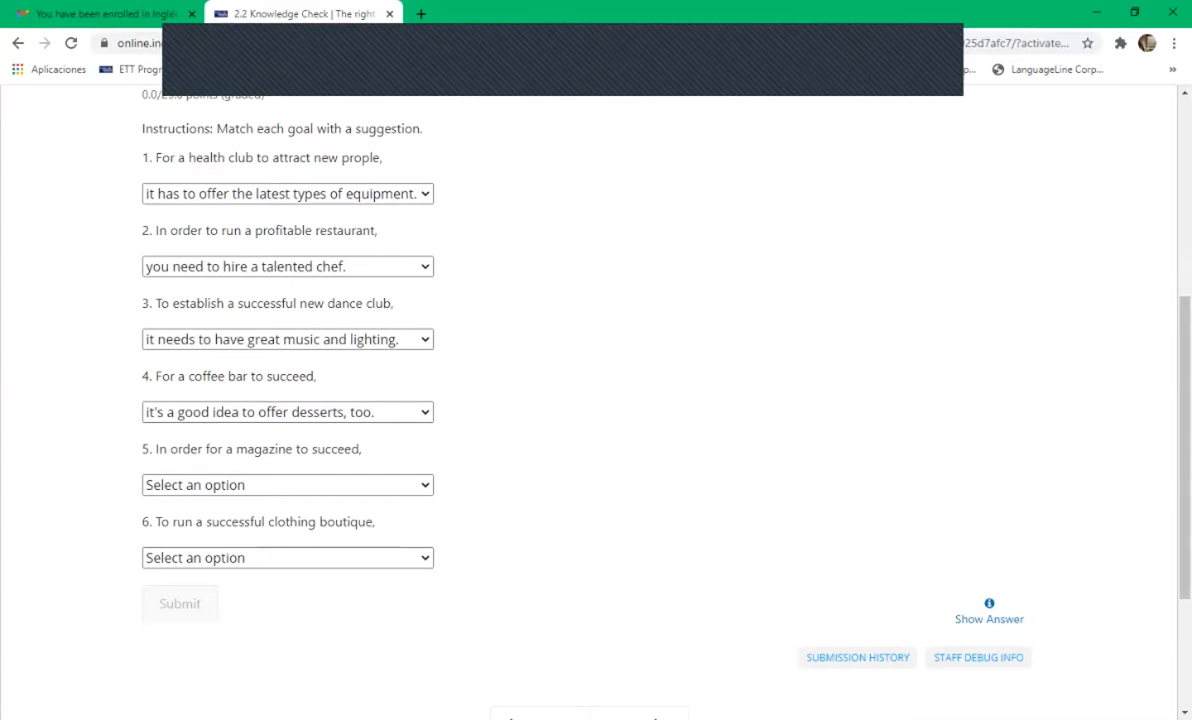 You have been enrolled in Inglé
2.2 Knowledge Check | The right
online.in
25d7afc7/?activate...
Aplicaciones
ETT Progr
p...
LanguageLine Corp...
Instructions: Match each goal with a suggestion.
1. For a health club to attract new prople,
it has to offer the latest types of equipment.
2. In order to run a profitable restaurant,
you need to hire a talented chef.
3. To establish a successful new dance club,
it needs to have great music and lighting.
4. For a coffee bar to succeed,
it's a good idea to offer desserts, too.
5. In order for a magazine to succeed,
Select an option
6. To run a successful clothing boutique,
Select an option
Submit
Show Answer
SUBMISSION HISTORY
STAFF DEBUG INFO